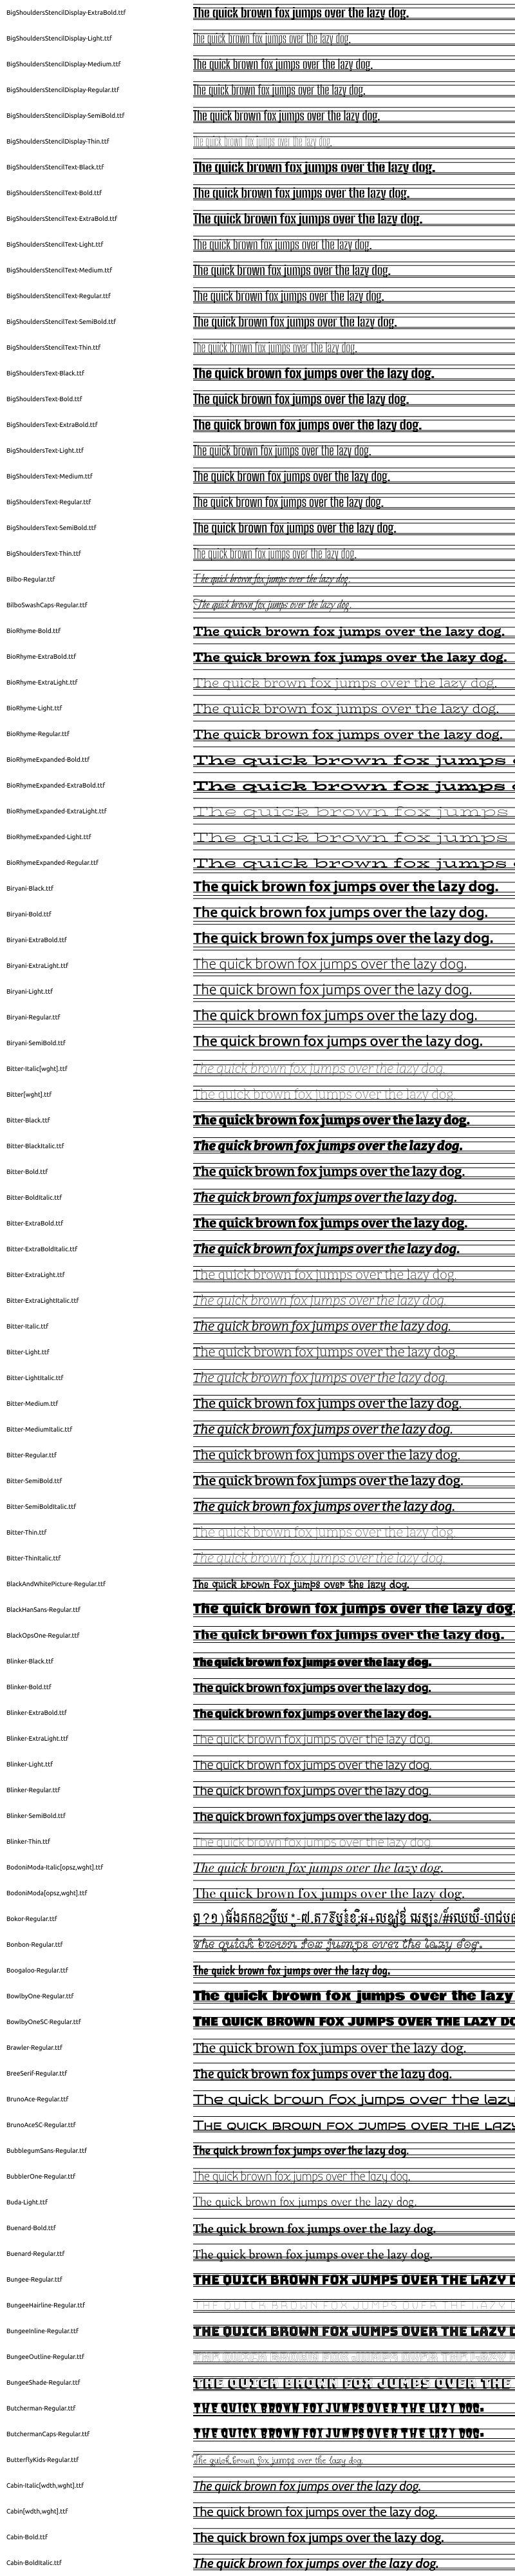 BigShouldersStencilDisplay-ExtraBold.ttf The quick brown fox jumps over the lazy dog.
BigShouldersStencilDisplay-Light.ttf The quick brown fox jumps over the lazy dog.
BigShouldersStencilDisplay-Medium.ttf The quick brown fox jumps over the lazy dog.
BigShouldersStencilDisplay-Regular.ttf The quick brown fox jumps over the lazy dog.
BigShouldersStencilDisplay-SemiBold.ttf The quick brown fox jumps over the lazy dog.
BigShouldersStencilDisplay-Thin.ttf The quick brown fox jumps over the lazy dog.
BigShouldersStencilText-Black.ttf The quick brown fox jumps over the lazy dog.
BigShouldersStencilText-Bold.ttf The quick brown fox jumps over the lazy dog.
BigShouldersStencilText-ExtraBold.ttf The quick brown fox jumps over the lazy dog.
BigShouldersStencilText-Light.ttf The quick brown fox jumps over the lazy dog.
BigShouldersStencilText-Medium.ttf The quick brown fox jumps over the lazy dog.
BigShouldersStencilText-Regular.ttf The quick brown fox jumps over the lazy dog.
BigShouldersStencilText-SemiBold.ttf The quick brown fox jumps over the lazy dog.
BigShouldersStencilText-Thin.ttf The quick brown fox jumps over the lazy dog.
BigShouldersText-Black.ttf The quick brown fox jumps over the lazy dog.
BigShouldersText-Bold.ttf The quick brown fox jumps over the lazy dog.
BigShouldersText-ExtraBold.ttf The quick brown fox jumps over the lazy dog.
BigShouldersText-Light.ttf The quick brown fox jumps over the lazy dog.
BigShouldersText-Medium.ttf The quick brown fox jumps over the lazy dog.
BigShouldersText-Regular.ttf The quick brown fox jumps over the lazy dog.
BigShouldersText-SemiBold.ttf The quick brown fox jumps over the lazy dog.
BigShouldersText-Thin.ttf The quick brown fox jumps over the lazy dog.
Bilbo-Regular.ttf The quick brown fox jumps over the lazy dog.
BilboSwashCaps-Regular.ttf The quick brown fox jumps over the lazy dog.
BioRhyme-Bold.ttf The quick brown fox jumps over the lazy dog.
BioRhyme-ExtraBold.ttf The quick brown fox jumps over the lazy dog.
BioRhyme-ExtraLight.ttf The quick brown fox jumps over the lazy dog.
BioRhyme-Light.ttf The quick brown fox jumps over the lazy dog.
BioRhyme-Regular.ttf The quick brown fox jumps over the lazy dog.
BioRhymeExpanded-Bold.ttf The quick brown fox jumps
BioRhymeExpanded-ExtraBold.ttf The quick brown fox jumps
BioRhymeExpanded-ExtraLight.ttf The quick brown fox jumps
BioRhymeExpanded-Light.ttf The quick brown fox jumps
BioRhymeExpanded-Regular.ttf The quick brown fox jumps
Biryani-Black.ttf The quick brown fox jumps over the lazy dog.
Biryani-Bold.ttf The quick brown fox jumps over the lazy dog.
Biryani-ExtraBold.ttf The quick brown fox jumps over the lazy dog.
Biryani-ExtraLight.ttf The quick brown fox jumps over the lazy dog.
Biryani-Light.ttf The quick brown fox jumps over the lazy dog.
Biryani-Regular.ttf The quick brown fox jumps over the lazy dog.
Biryani-SemiBold.ttf The quick brown fox jumps over the lazy dog.
Bitter-Italic[wght].ttf The quick brown fox jumps over the lazy dog.
Bitter[wght].ttf The quick brown fox jumps over the lazy dog.
Bitter-Black.ttf The quick brown fox jumps over the lazy dog.
Bitter-BlackItalic.ttf The quick brown fox jumps over the lazy dog.
Bitter-Bold.ttf The quick brown fox jumps over the lazy dog.
Bitter-BoldItalic.ttf The quick brown fox jumps over the lazy dog.
Bitter-ExtraBold.ttf The quick brown fox jumps over the lazy dog.
Bitter-ExtraBoldItalic.ttf The quick brown fox jumps over the lazy dog.
Bitter-ExtraLight.ttf The quick brown fox jumps over the lazy dog.
Bitter-ExtraLightItalic.ttf The quick brown fox jumps over the lazy dog.
Bitter-Italic.ttf The quick brown fox jumps over the lazy dog.
Bitter-Light.ttf The quick brown fox jumps over the lazy dog.
Bitter-LightItalic.ttf The quick brown fox jumps over the lazy dog.
Bitter-Medium.ttf The quick brown fox jumps over the lazy dog.
Bitter-MediumItalic.ttf The quick brown fox jumps over the lazy dog.
Bitter-Regular.ttf The quick brown fox jumps over the lazy dog.
Bitter-SemiBold.ttf The quick brown fox jumps over the lazy dog.
Bitter-SemiBoldItalic.ttf The quick brown fox jumps over the lazy dog.
Bitter-Thin.ttf The quick brown fox jumps over the lazy dog.
Bitter-ThinItalic.ttf The quick brown fox jumps over the lazy dog.
BlackAndWhitePicture-Regular.ttf The quick brown fox jumps over the lazy dog.
BlackHanSans-Regular.ttf The quick brown fox jumps over the lazy dog.
BlackOpsOne-Regular.ttf The quick brown fox jumps over the lazy dog.
Blinker-Black.ttf The quick brown fox jumps over the lazy dog.
Blinker-Bold.ttf The quick brown fox jumps over the lazy dog.
Blinker-ExtraBold.ttf The quick brown fox jumps over the lazy dog.
Blinker-ExtraLight.ttf The quick brown fox jumps over the lazy dog.
Blinker-Light.ttf The quick brown fox jumps over the lazy dog.
Blinker-Regular.ttf The quick brown fox jumps over the lazy dog.
Blinker-SemiBold.ttf The quick brown fox jumps over the lazy dog.
Blinker-Thin.ttf The quick brown fox jumps over the lazy dog.
BodoniModa-Italic[opsz,wght].ttf The quick brown fox jumps over the lazy dog.
BodoniModa[opsz,wght].ttf The quick brown fox jumps over the lazy dog.
Bokor-Regular.ttf
Bonbon-Regular.ttf The quick brown fox jumps over the lazy dog.
Boogaloo-Regular.ttf The quick brown fox jumps over the lazy dog.
BowlbyOne-Regular.ttf The quick brown fox jumps over the lazy
BowlbyOneSC-Regular.ttf THE QUICK BROWN FOX JUMPS OVER THE LAZY DO
Brawler-Regular.ttf The quick brown fox jumps over the lazy dog.
BreeSerif-Regular.ttf The quick brown fox jumps over the lazy dog.
BrunoAce-Regular.ttf The quick brown fox jumps over the lazy
BrunoAceSC-Regular.ttf The quick brown fox jumps over the lazy
BubblegumSans-Regular.ttf The quick brown fox jumps over the lazy dog.
BubblerOne-Regular.ttf The quick brown fox jumps over the lazy dog.
Buda-Light.ttf The quick brown fox jumps over the lazy dog.
Buenard-Bold.ttf The quick brown fox jumps over the lazy dog.
Buenard-Regular.ttf The quick brown fox jumps over the lazy dog.
Bungee-Regular.ttf THE QUICK BROWN FOX JUMPS OVER THE LAZY D
BungeeHairline-Regular.ttf THE QUICK BROWN FOX JUMPS OVER THE LAZY D
BungeeInline-Regular.ttf THE QUICK BROWN FOX JUMPS OVER THE LAZY D
BungeeOutline-Regular.ttf THE QUICK BROWN FOX JUMPS OVER THE LAZY D
BungeeShade-Regular.ttf THE QUICK BROWN FOX JUMPS OVER THE
Butcherman-Regular.ttf THE QUICK BROWN FOX JUMPS OVER THE LAZY DOG.
ButchermanCaps-Regular.ttf THE QUICK BROWN FOX JUMPS OVER THE LAZY DOG.
ButterflyKids-Regular.ttf The quick brown fox jumps over the lazy dog.
Cabin-Italic[wdth,wght].ttf The quick brown fox jumps over the lazy dog.
Cabin[wdth,wght].ttf The quick brown fox jumps over the lazy dog.
Cabin-Bold.ttf The quick brown fox jumps over the lazy dog.
Cabin-BoldItalic.ttf The quick brown fox jumps over the lazy dog.